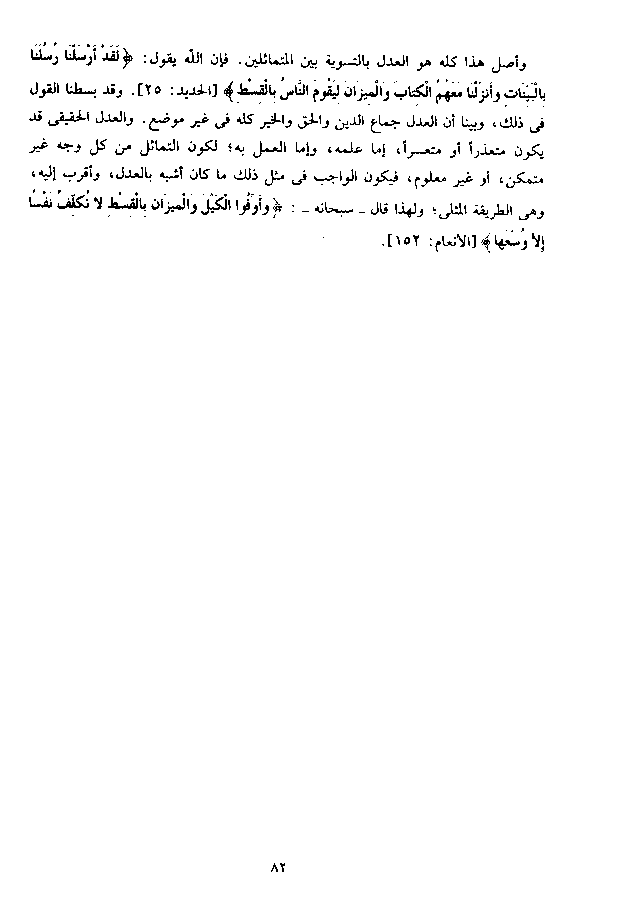 وأصل هذا كله هو العدل بالتسوية بين المتماثلين. فإن الله يقول: ﴿ لَقَدْ أَرْسَلْنَا رُسُلَنَا
بِالْبَيِّنَاتِ وَأَنزَلْنَا مَعَهُمُ الْكِتَابَ وَالْمِيزَانَ لِيَقُومَ النَّاسُ بِالْقِسْطِ ﴾ [الحديد: ٢٥]. وقد بسطنا القول
فى ذلك، وبينا أن العدل جماع الدين والحق والخير كله فى غير موضع. والعدل الحقيقى قد
يكون متعذراً أو متعسراً، إما علمه، وإما العمل به؛ لكون التماثل من كل وجه غير
متمكن، أو غير معلوم، فيكون الواجب فى مثل ذلك ما كان أشبه بالعدل، وأقرب إليه،
وهى الطريقة المثلى؛ ولهذا قال ـ سبحانه ـ : ﴿ وَأَوْفُوا الْكَيْلَ وَالْمِيزَانَ بِالْقِسْطِ لا نُكَلِّفُ نَفْسًا
إِلاَّ وُسْعَهَا ﴾ [الأنعام: ١٥٢].
٨٢